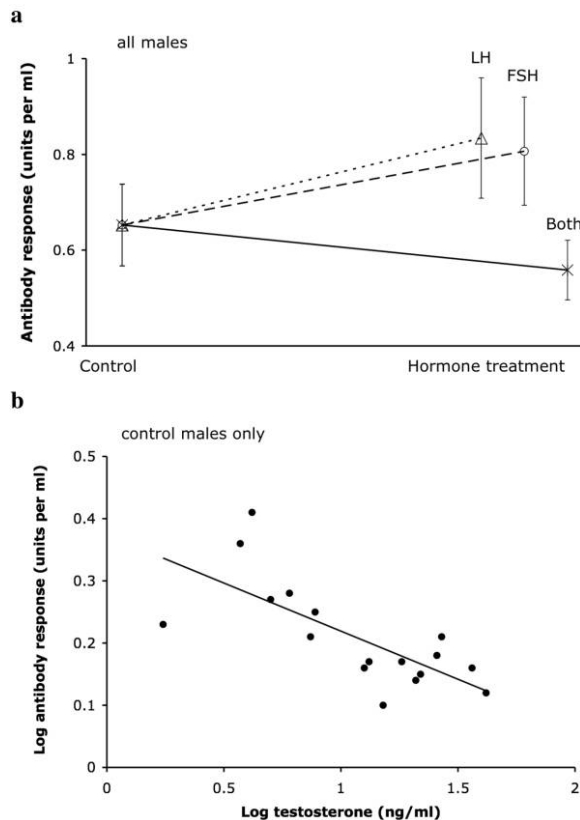 a
all males
LH
FSH
Both
1
0.8
0.6
0.4
Antibody response (units per ml)
Control
Hormone treatment
b
control males only
0.5
0.4
0.3
0.2
0.1
0
Log antibody response (units per ml)
0
0.5
1
1.5
2
Log testosterone (ng/ml)